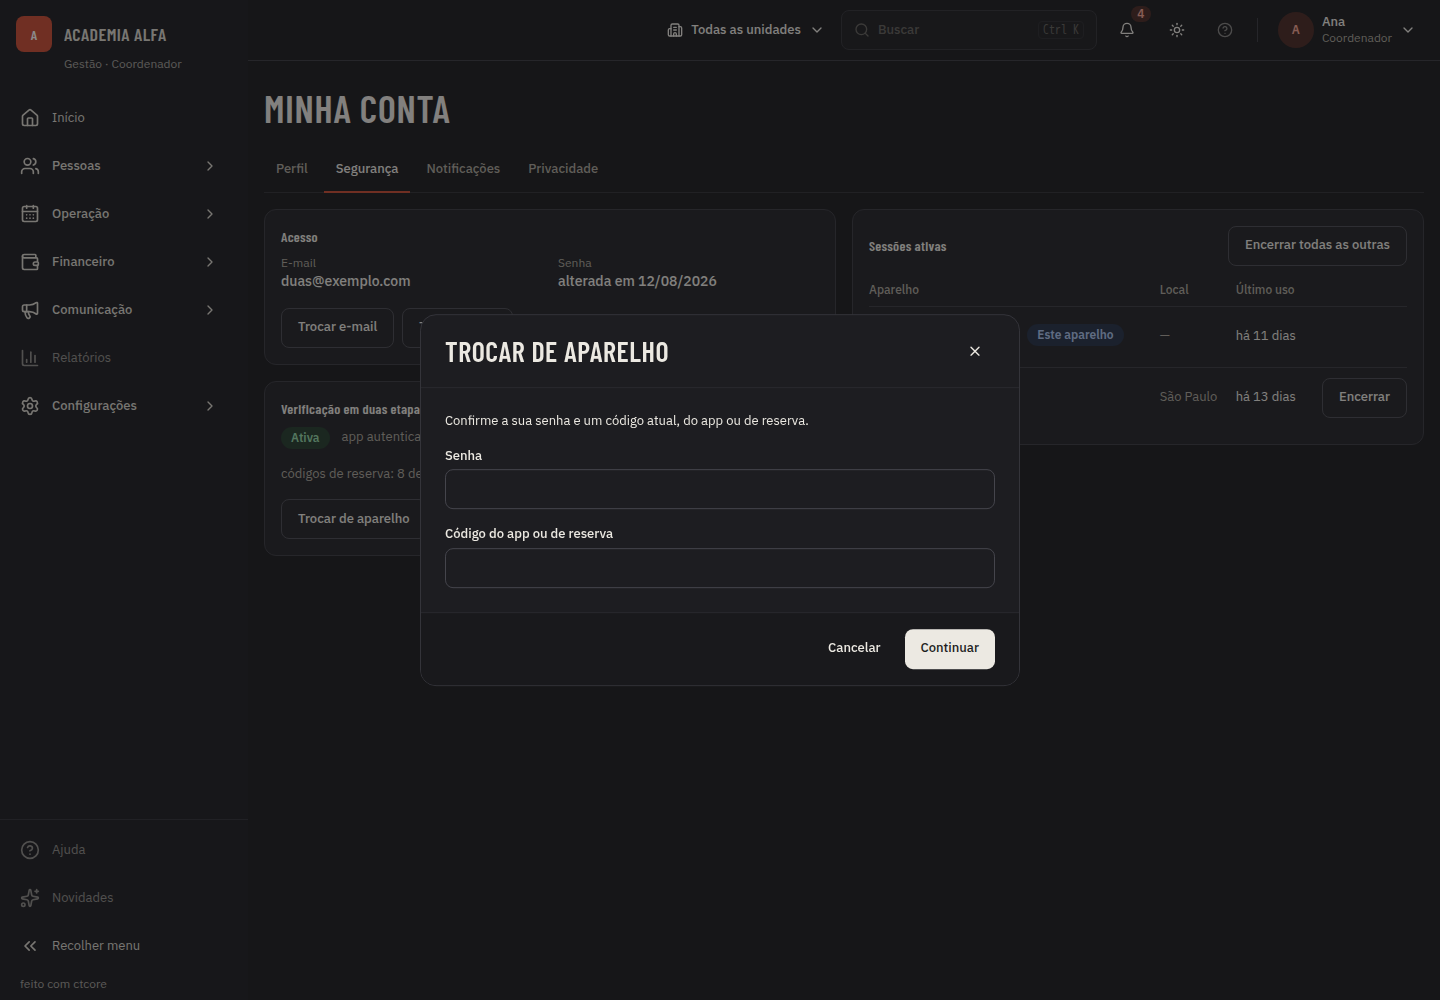 A
ACADEMIA ALFA
Gestão - Coordenador
Início
Pessoas
Operação
Financeiro
Comunicação
Relatórios
Configurações
Ajuda
Novidades
Recolher menu
feito com ctcore
Todas as unidades
Buscar
Ctrl K
4
A
Ana
Coordenador
MINHA CONTA
Perfil
Segurança
Notificações
Privacidade
Acesso
E-mail
Senha
duas@exemplo.com
alterada em 12/08/2026
Trocar e-mail
Verificação em duas etapa
Ativa
app autentica
códigos de reserva: 8 de
Trocar de aparelho
Sessões ativas
Encerrar todas as outras
Aparelho
Local
Último uso
Este aparelho
—
há 11 dias
São Paulo
há 13 dias
Encerrar
TROCAR DE APARELHO
Confirme a sua senha e um código atual, do app ou de reserva.
Senha
Código do app ou de reserva
Cancelar
Continuar